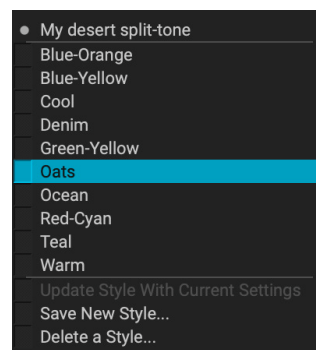 My desert split-tone
Blue-Orange
Blue-Yellow
Cool
Denim
Green-Yellow
Oats
Ocean
Red-Cyan
Teal
Warm
Update Style With Current Settings
Save New Style...
Delete a Style...